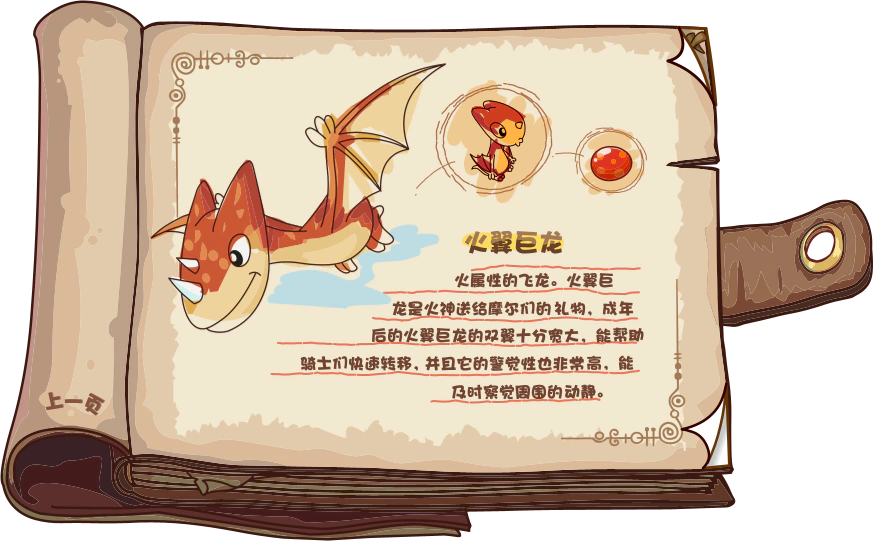 火翼巨龙
火属性的飞龙。火翼巨
龙是火神送给摩尔们的礼物，成年
后的火翼巨龙的双翼十分宽大，能帮助
骑士们快速转移，并且它的警觉性也非常高，能
及时察觉周围的动静。
上一页